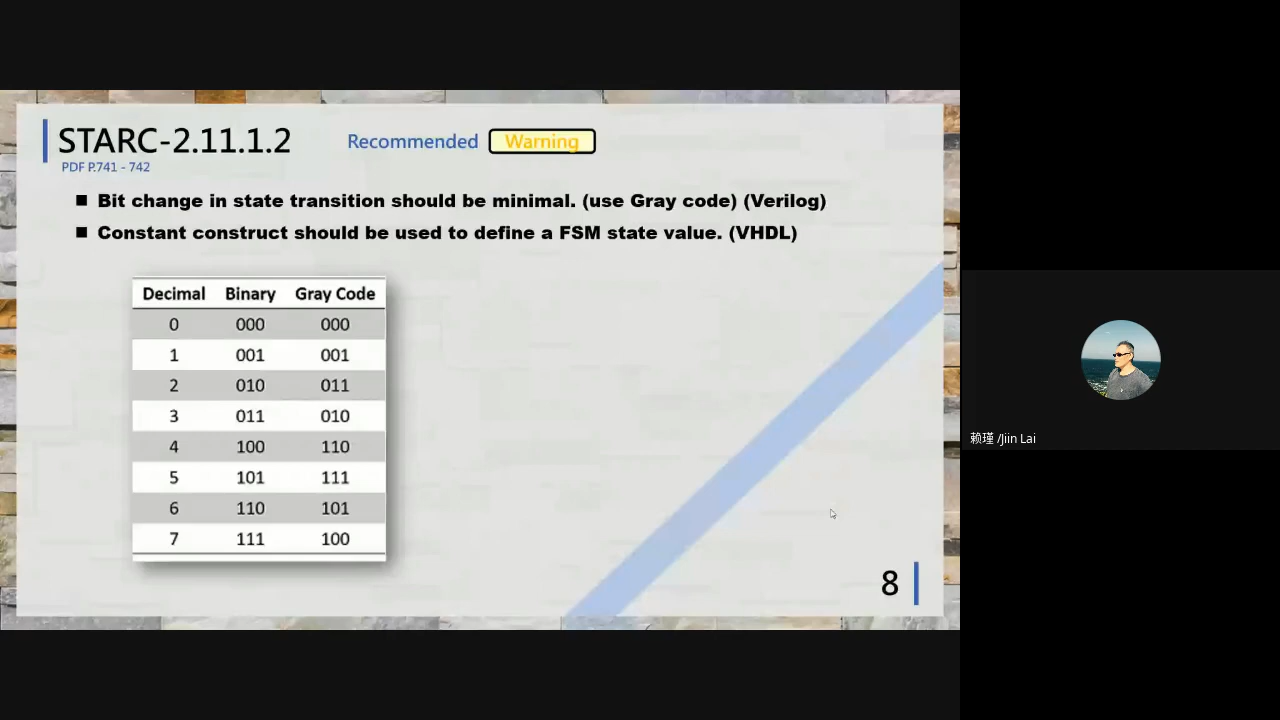 STARC-2.11.1.2
Recommended
Warning
PDF P.741 - 742
■ Bit change in state transition should be minimal. (use Gray code) (Verilog)
■ Constant construct should be used to define a FSM state value. (VHDL)
Decimal Binary Gray Code
0 000 000
1 001 001
2 010 011
3 011 010
4 100 110
5 101 111
6 110 101
7 111 100
8
赖瑾 /Jiin Lai